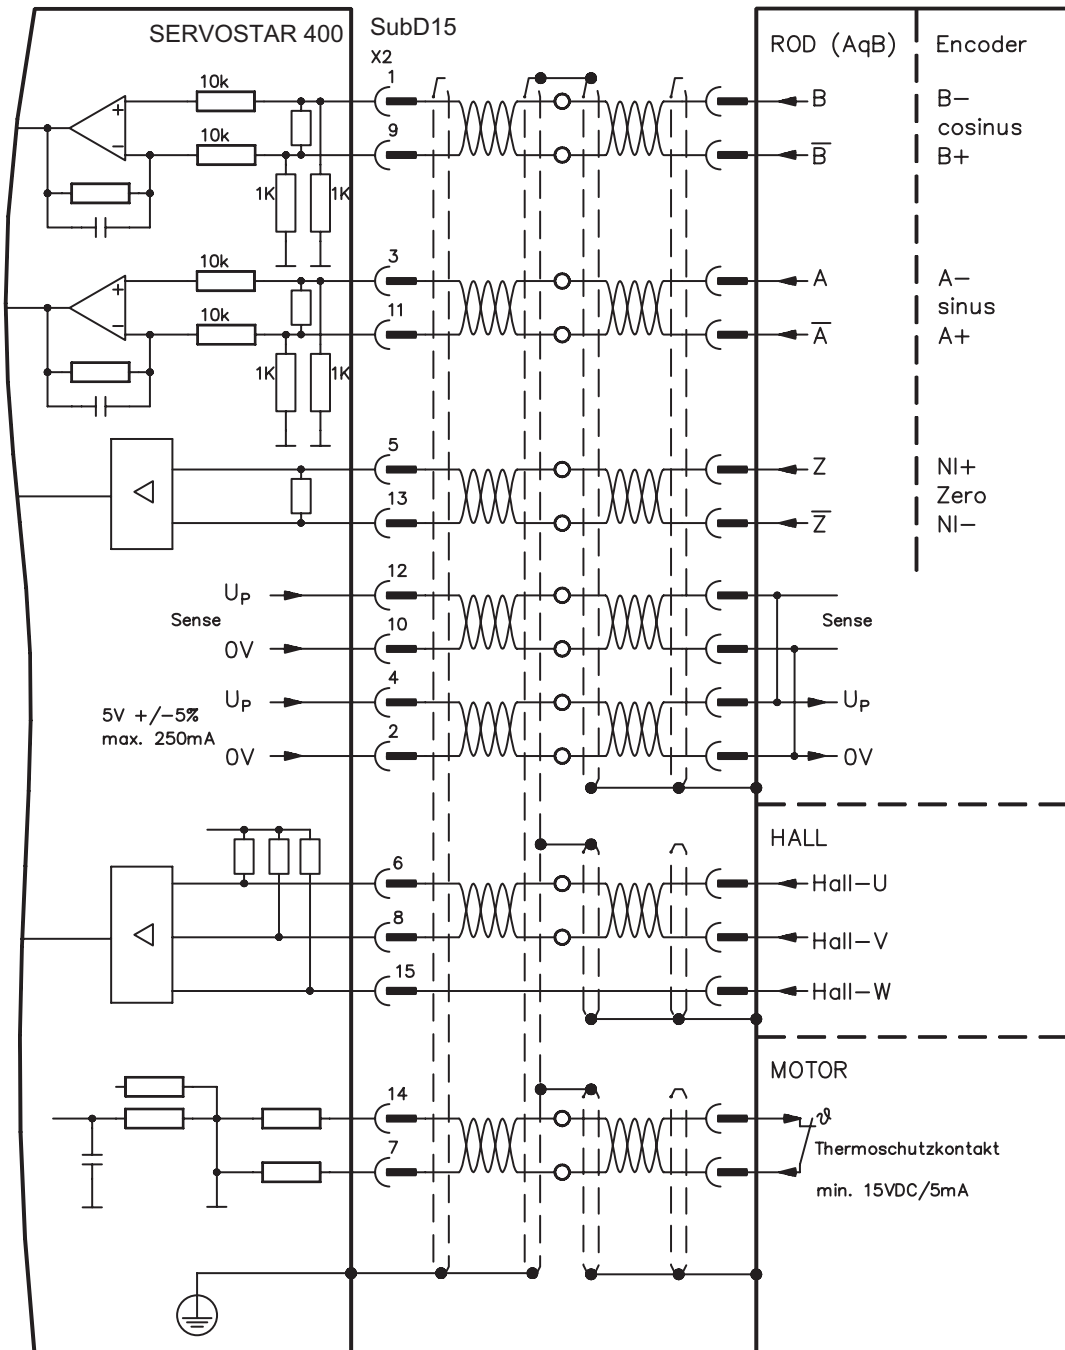 SERVOSTAR 400
SubD15
X2
ROD (AqB)
Encoder
10k
1
B
B−
cosinus
10k
9
B̅
B+
1K
1K
10k
3
A
A−
sinus
10k
11
A̅
A+
1K
1K
5
Z
NI+
Zero
13
Z̅
NI−
UP
12
Sense
Sense
0V
10
UP
4
UP
5V +/−5%
max. 250mA
0V
2
0V
HALL
6
Hall−U
8
Hall−V
15
Hall−W
MOTOR
14
ϑ
7
Thermoschutzkontakt
min. 15VDC/5mA